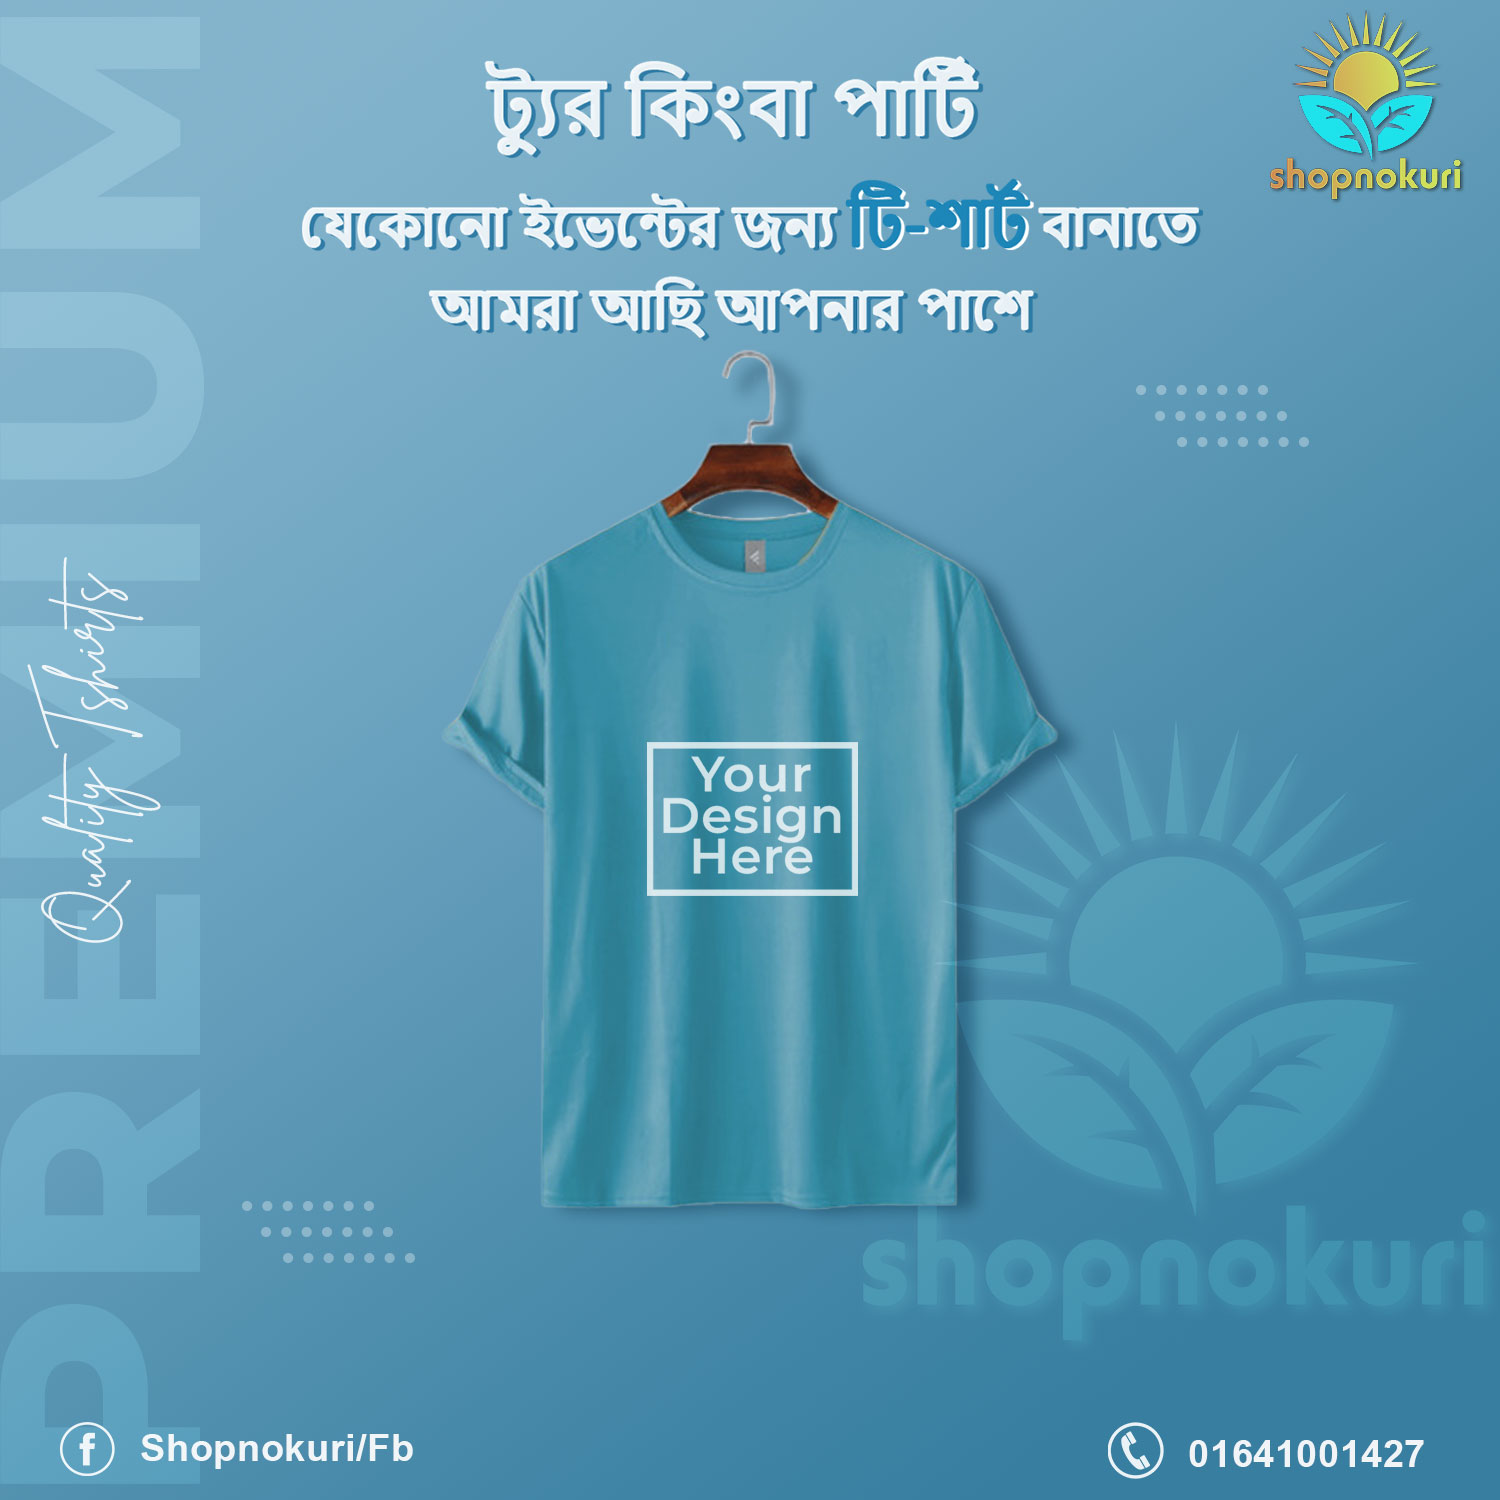 ট্যুর কিংবা পার্টি
যেকোনো ইভেন্টের জন্য টি-শার্ট বানাতে
আমরা আছি আপনার পাশে
shopnokuri
PREMIUM
Quality Tshirts
Your
Design
Here
shopnokuri
Shopnokuri/Fb
01641001427